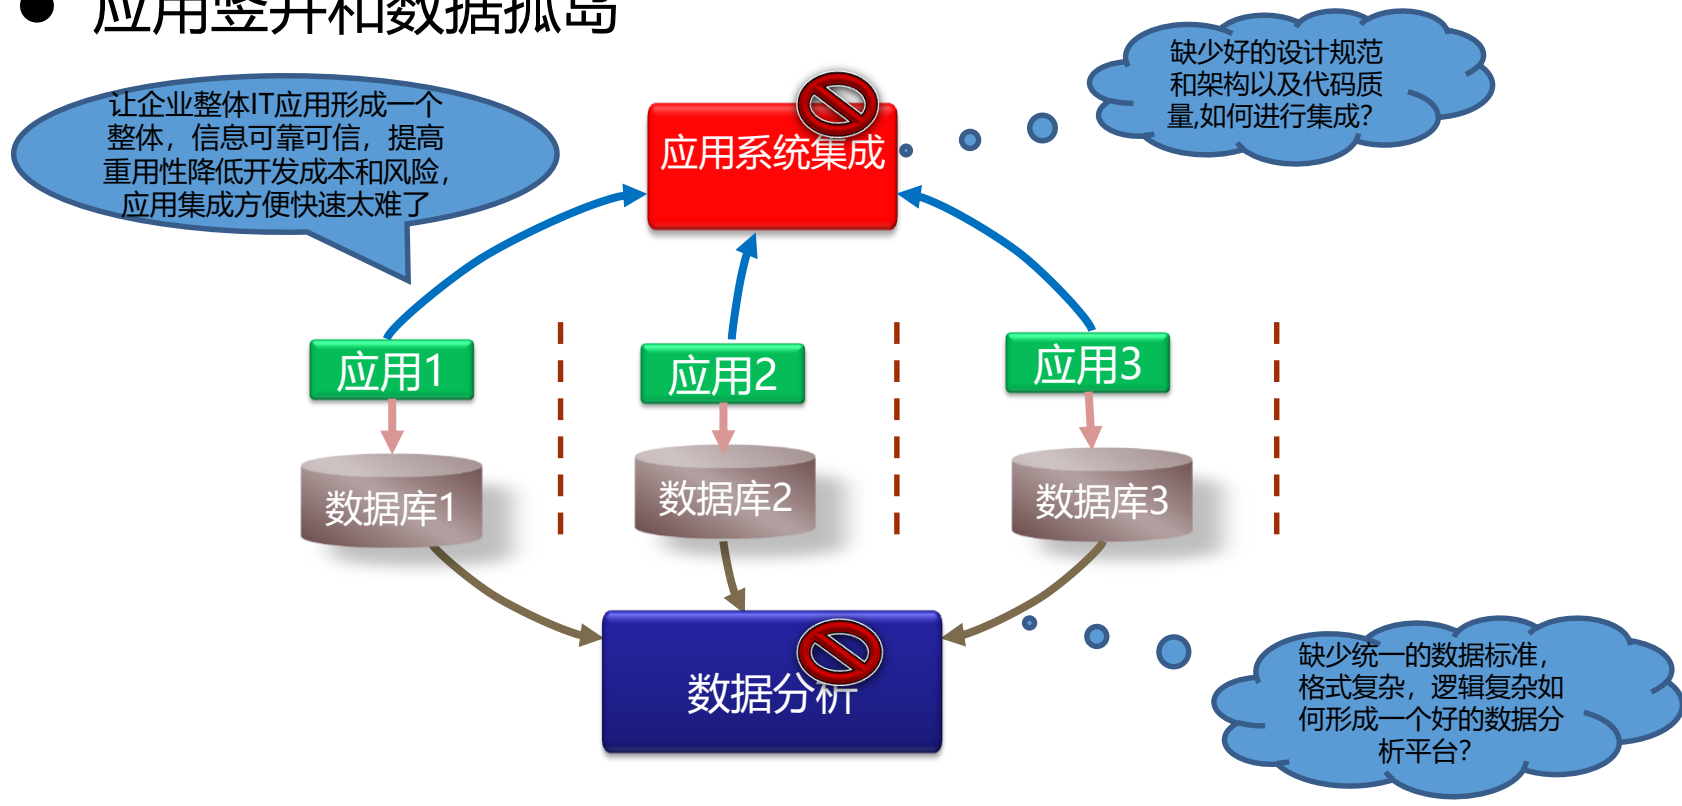 应用竖井和数据孤岛
缺少好的设计规范
和架构以及代码质
量,如何进行集成?
让企业整体IT应用形成一个
整体，信息可靠可信，提高
重用性降低开发成本和风险，
应用集成方便快速太难了
应用系统集成
应用1
应用2
应用3
数据库1
数据库2
数据库3
数据分析
缺少统一的数据标准，
格式复杂，逻辑复杂如
何形成一个好的数据分
析平台?